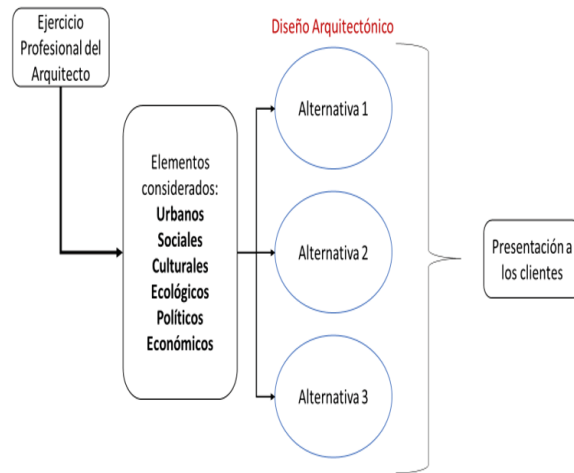 Ejercicio
Profesional del
Arquitecto
Elementos
considerados:
Urbanos
Sociales
Culturales
Ecológicos
Políticos
Económicos
Diseño Arquitectónico
Alternativa 1
Alternativa 2
Alternativa 3
Presentación a
los clientes